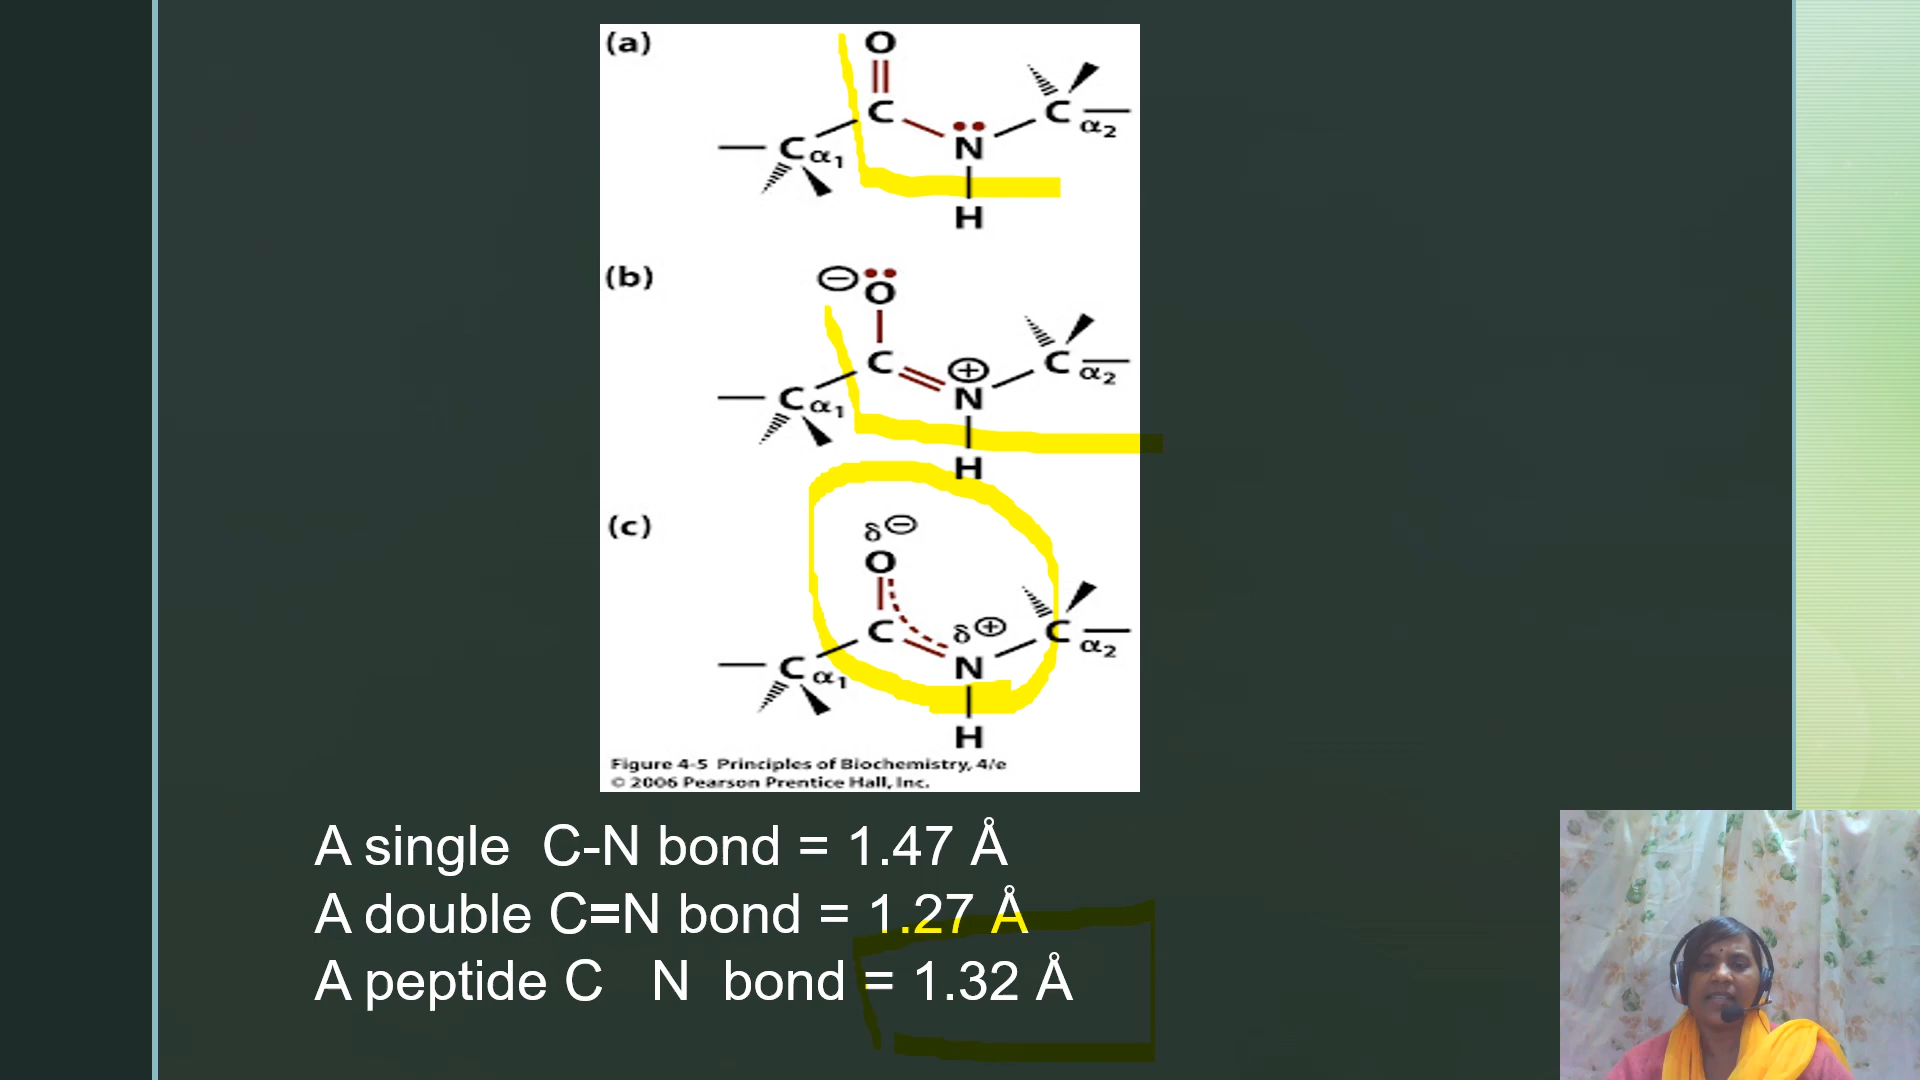 (a)
O
C
C α2
C α1
N
H
(b)
⊖ O
C
⊕
C α2
C α1
N
H
(c)
δ⊖
O
C
δ⊕
C α2
C α1
N
H
Figure 4-5 Principles of Biochemistry, 4/e
© 2006 Pearson Prentice Hall, Inc.
A single C-N bond = 1.47 Å
A double C=N bond = 1.27 Å
A peptide C N bond = 1.32 Å